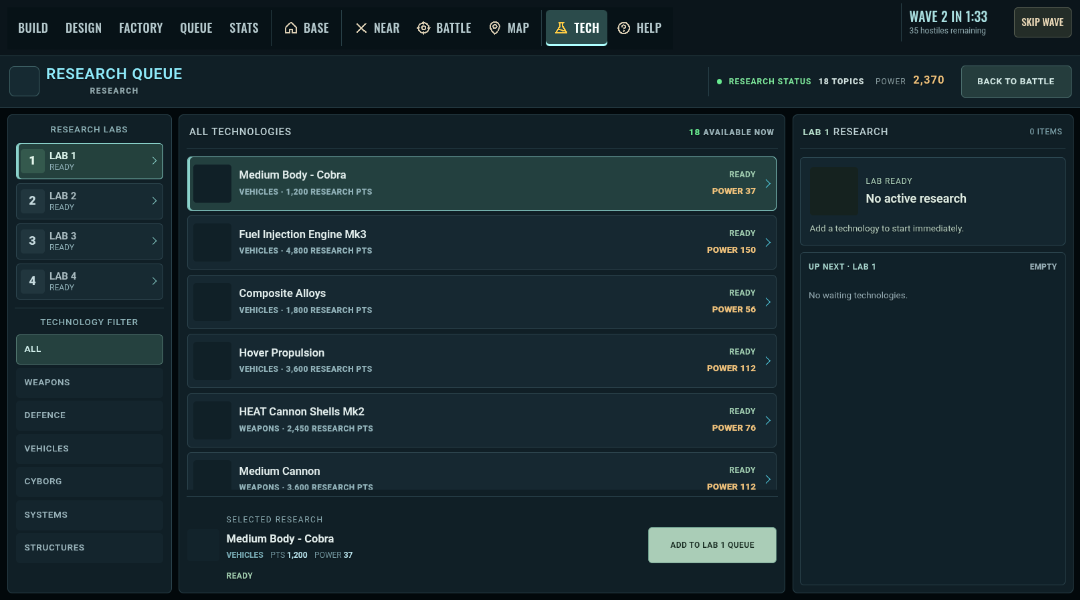 BUILD DESIGN FACTORY QUEUE STATS BASE NEAR BATTLE MAP TECH HELP
WAVE 2 IN 1:33
35 hostiles remaining
SKIP WAVE
RESEARCH QUEUE
RESEARCH
RESEARCH STATUS 18 TOPICS POWER 2,370
BACK TO BATTLE
RESEARCH LABS
1 LAB 1
READY
2 LAB 2
READY
3 LAB 3
READY
4 LAB 4
READY
TECHNOLOGY FILTER
ALL
WEAPONS
DEFENCE
VEHICLES
CYBORG
SYSTEMS
STRUCTURES
ALL TECHNOLOGIES 18 AVAILABLE NOW
Medium Body - Cobra READY
VEHICLES · 1,200 RESEARCH PTS POWER 37
Fuel Injection Engine Mk3 READY
VEHICLES · 4,800 RESEARCH PTS POWER 150
Composite Alloys READY
VEHICLES · 1,800 RESEARCH PTS POWER 56
Hover Propulsion READY
VEHICLES · 3,600 RESEARCH PTS POWER 112
HEAT Cannon Shells Mk2 READY
WEAPONS · 2,450 RESEARCH PTS POWER 76
Medium Cannon READY
WEAPONS · 3,600 RESEARCH PTS POWER 112
SELECTED RESEARCH
Medium Body - Cobra
VEHICLES PTS 1,200 POWER 37
READY
ADD TO LAB 1 QUEUE
LAB 1 RESEARCH 0 ITEMS
LAB READY
No active research
Add a technology to start immediately.
UP NEXT · LAB 1 EMPTY
No waiting technologies.